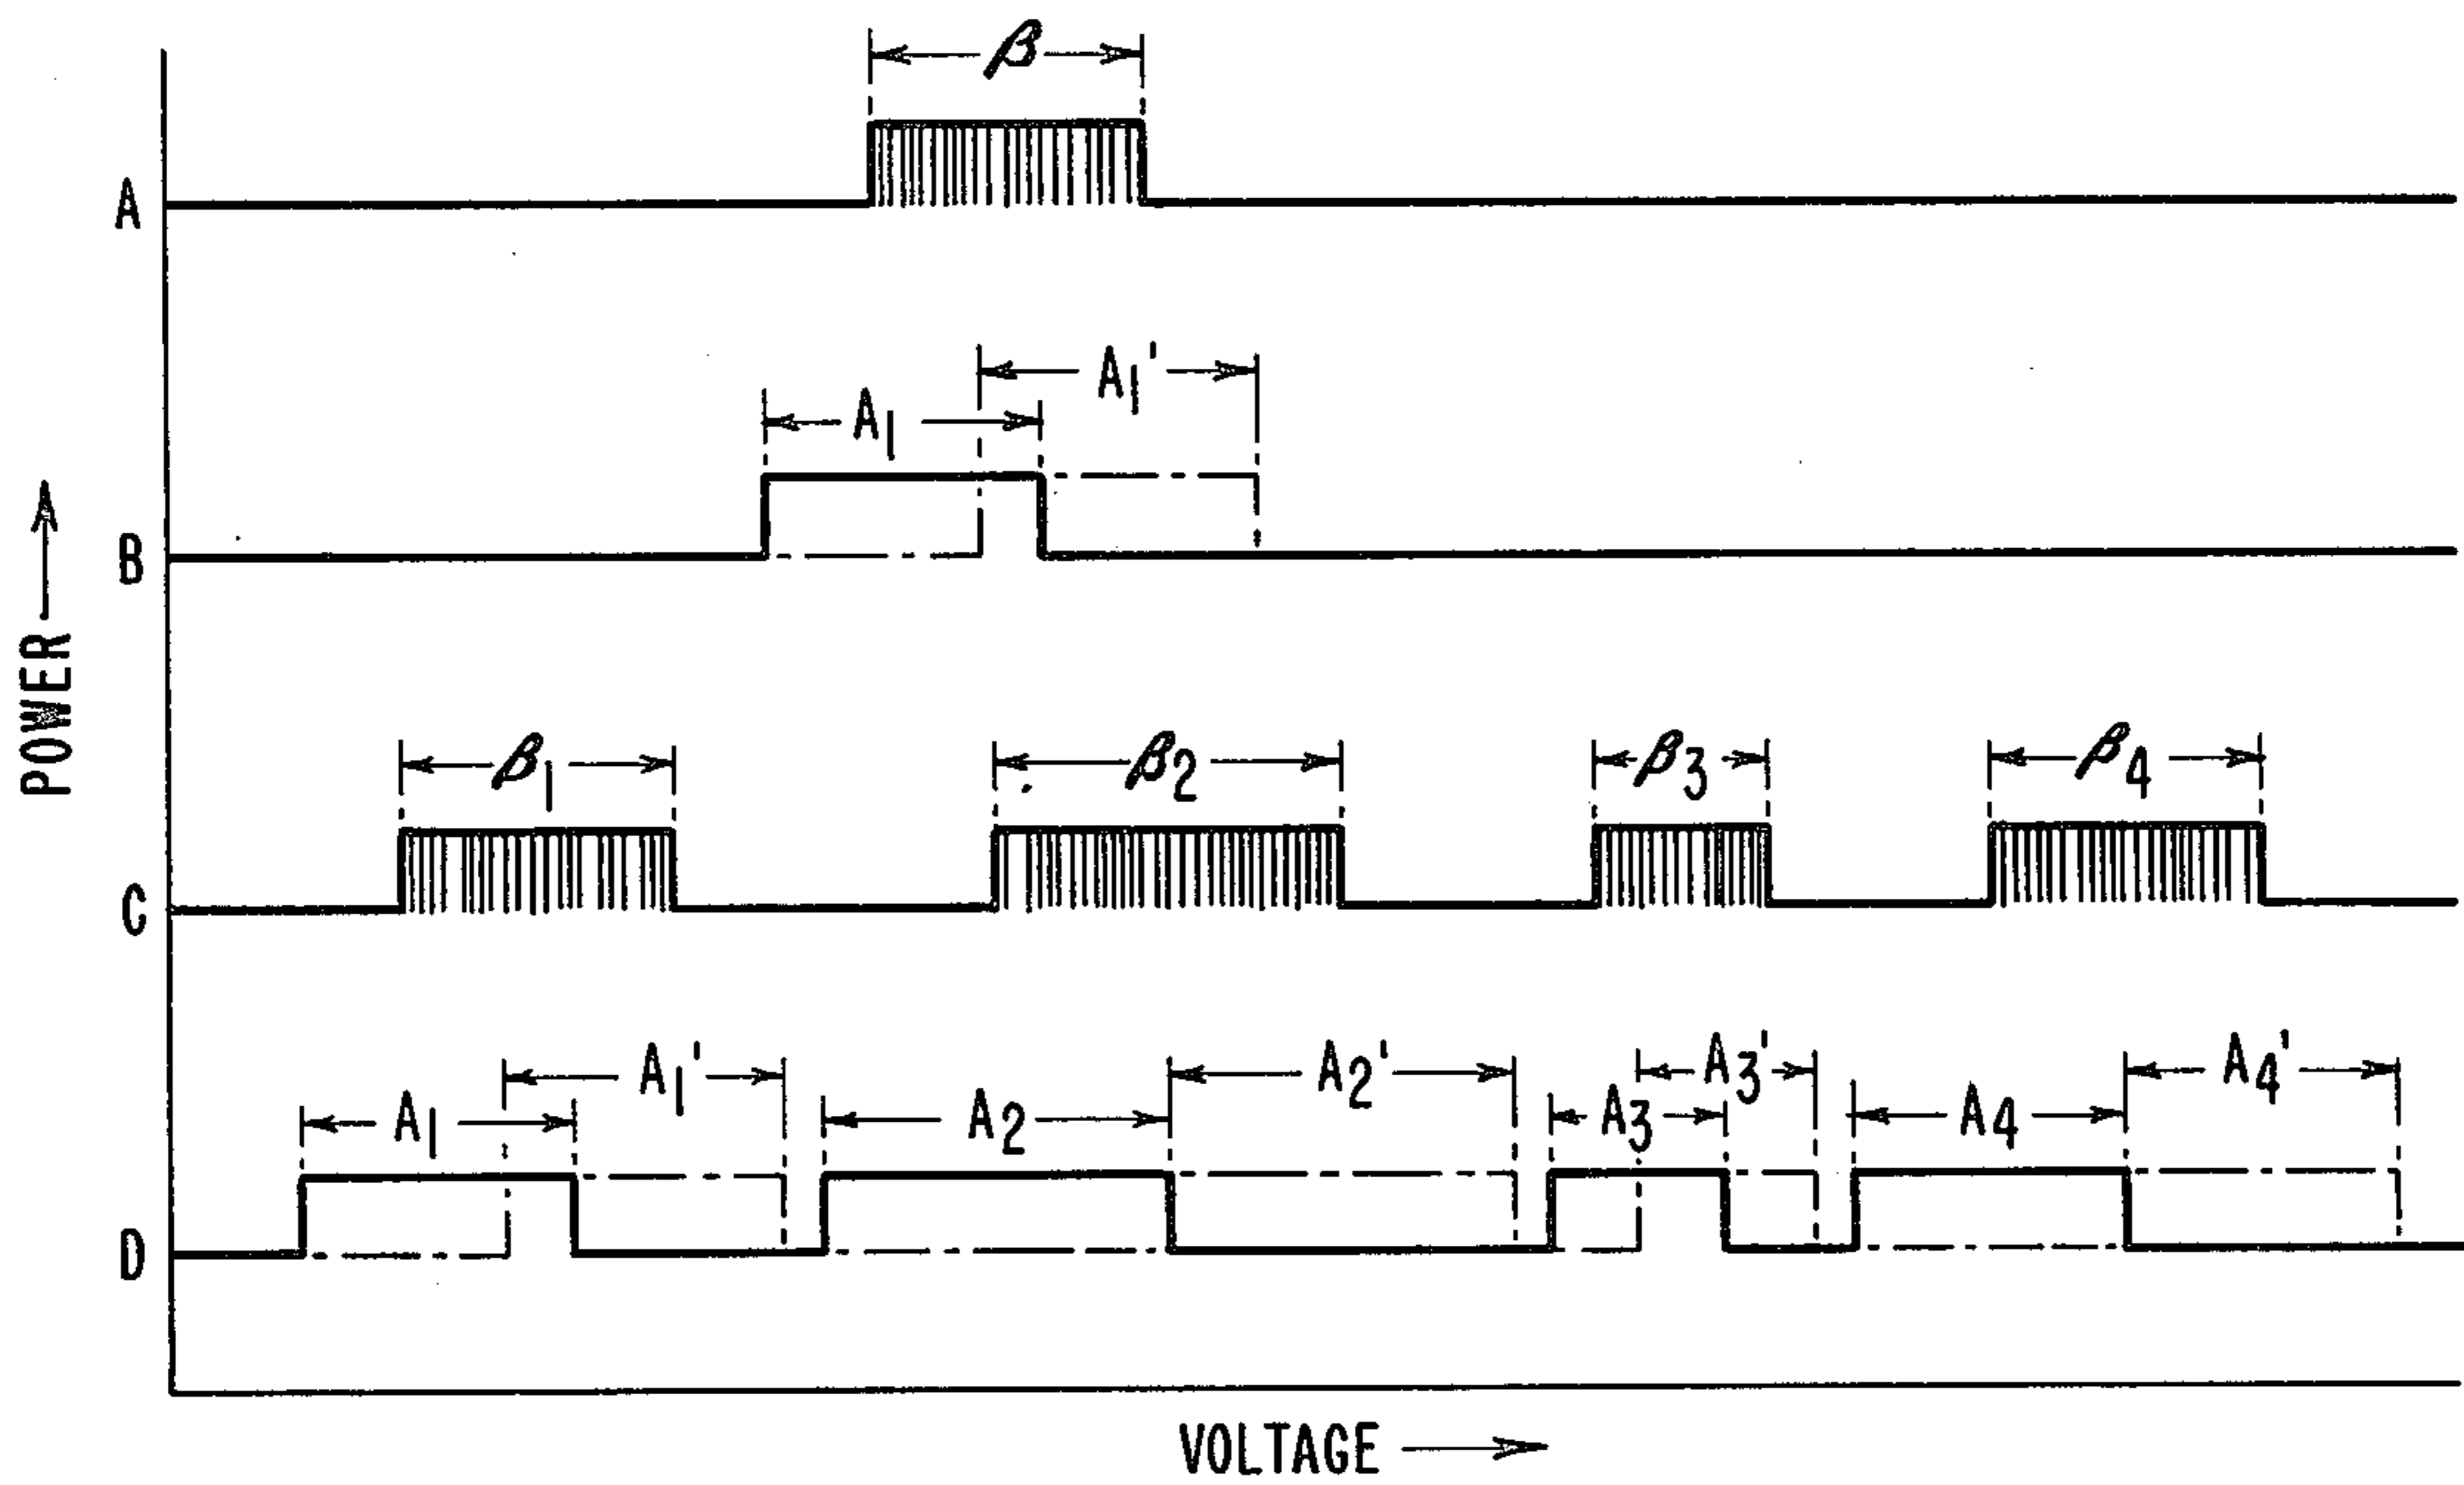 β
A
A1'
A1
B
POWER
β1
β2
β3
β4
C
A1'
A2'
A3'
A4'
A1
A2
A3
A4
D
VOLTAGE